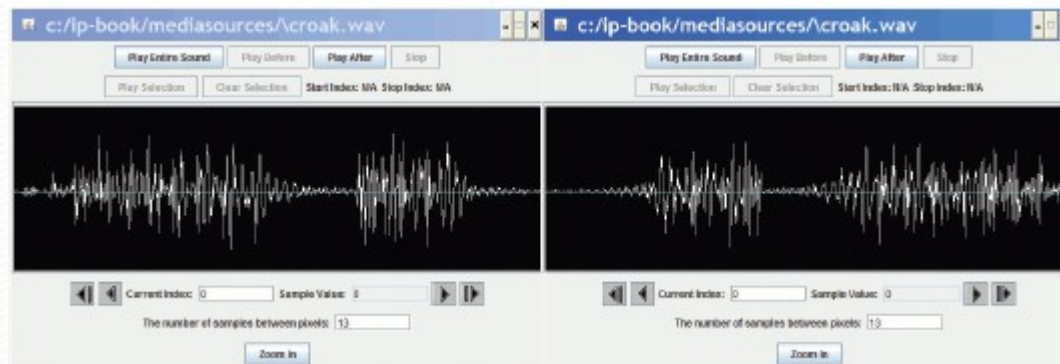 c:/ip-book/mediasources/\croak.wav
Play Entire Sound Play Before Play After Stop
Play Selection Clear Selection Start Index: N/A Stop Index: N/A
Current Index: 0 Sample Value: 0
The number of samples between pixels: 13
Zoom In
c:/ip-book/mediasources/\croak.wav
Play Entire Sound Play Before Play After Stop
Play Selection Clear Selection Start Index: N/A Stop Index: N/A
Current Index: 0 Sample Value: 0
The number of samples between pixels: 13
Zoom In